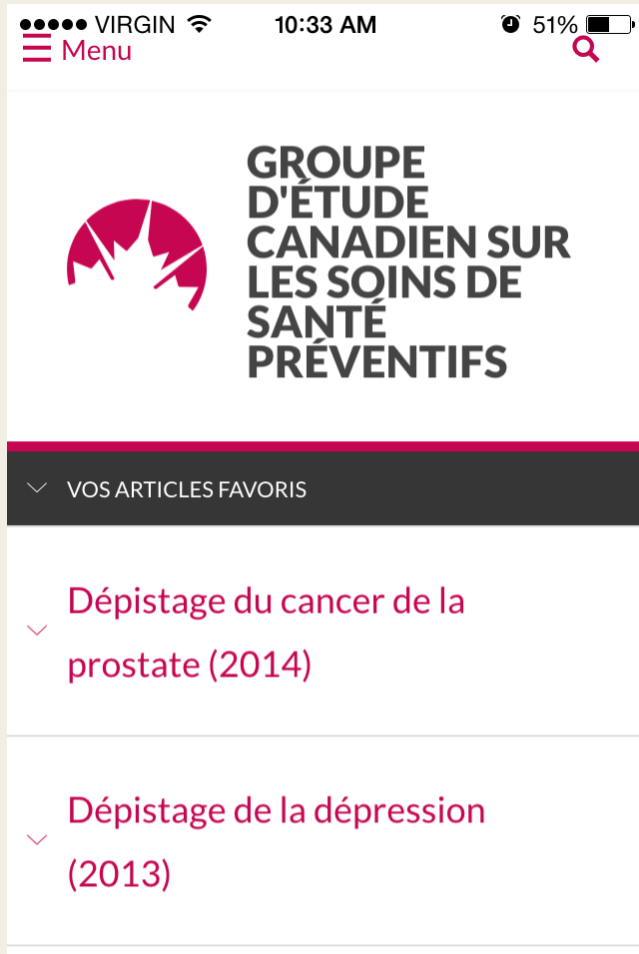 VIRGIN 10:33 AM 51%
Menu
GROUPE
D'ÉTUDE
CANADIEN SUR
LES SOINS DE
SANTÉ
PRÉVENTIFS
VOS ARTICLES FAVORIS
Dépistage du cancer de la
prostate (2014)
Dépistage de la dépression
(2013)